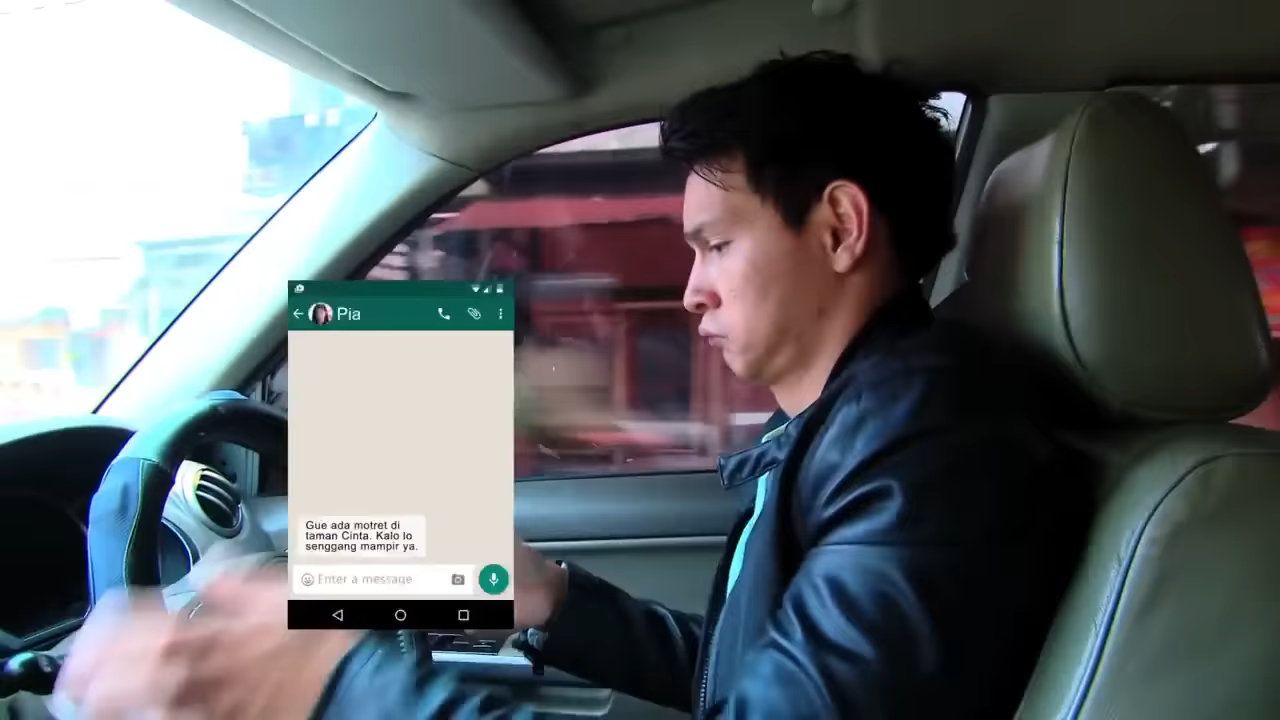 Pia
Gue ada motret di
taman Cinta. Kalo lo
senggang mampir ya.
Enter a message